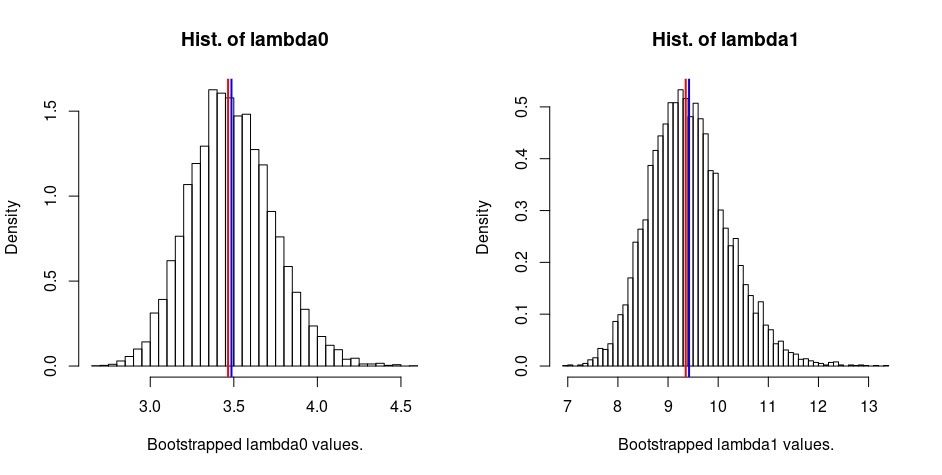 Hist. of lambda0
Density
0.0 0.5 1.0 1.5
3.0 3.5 4.0 4.5
Bootstrapped lambda0 values.
Hist. of lambda1
Density
0.0 0.1 0.2 0.3 0.4 0.5
7 8 9 10 11 12 13
Bootstrapped lambda1 values.